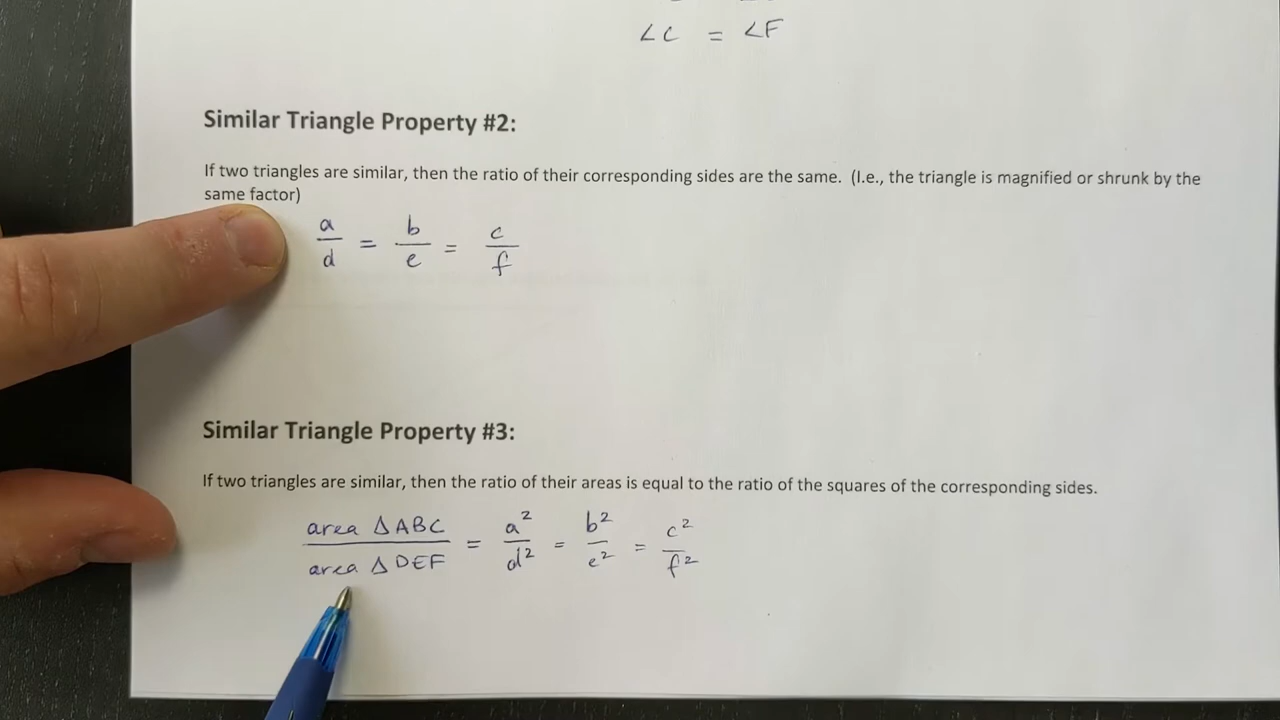 ∠C = ∠F
Similar Triangle Property #2:
If two triangles are similar, then the ratio of their corresponding sides are the same. (I.e., the triangle is magnified or shrunk by the
same factor)
a/d = b/e = c/f
Similar Triangle Property #3:
If two triangles are similar, then the ratio of their areas is equal to the ratio of the squares of the corresponding sides.
area △ABC / area △DEF = a²/d² = b²/e² = c²/f²